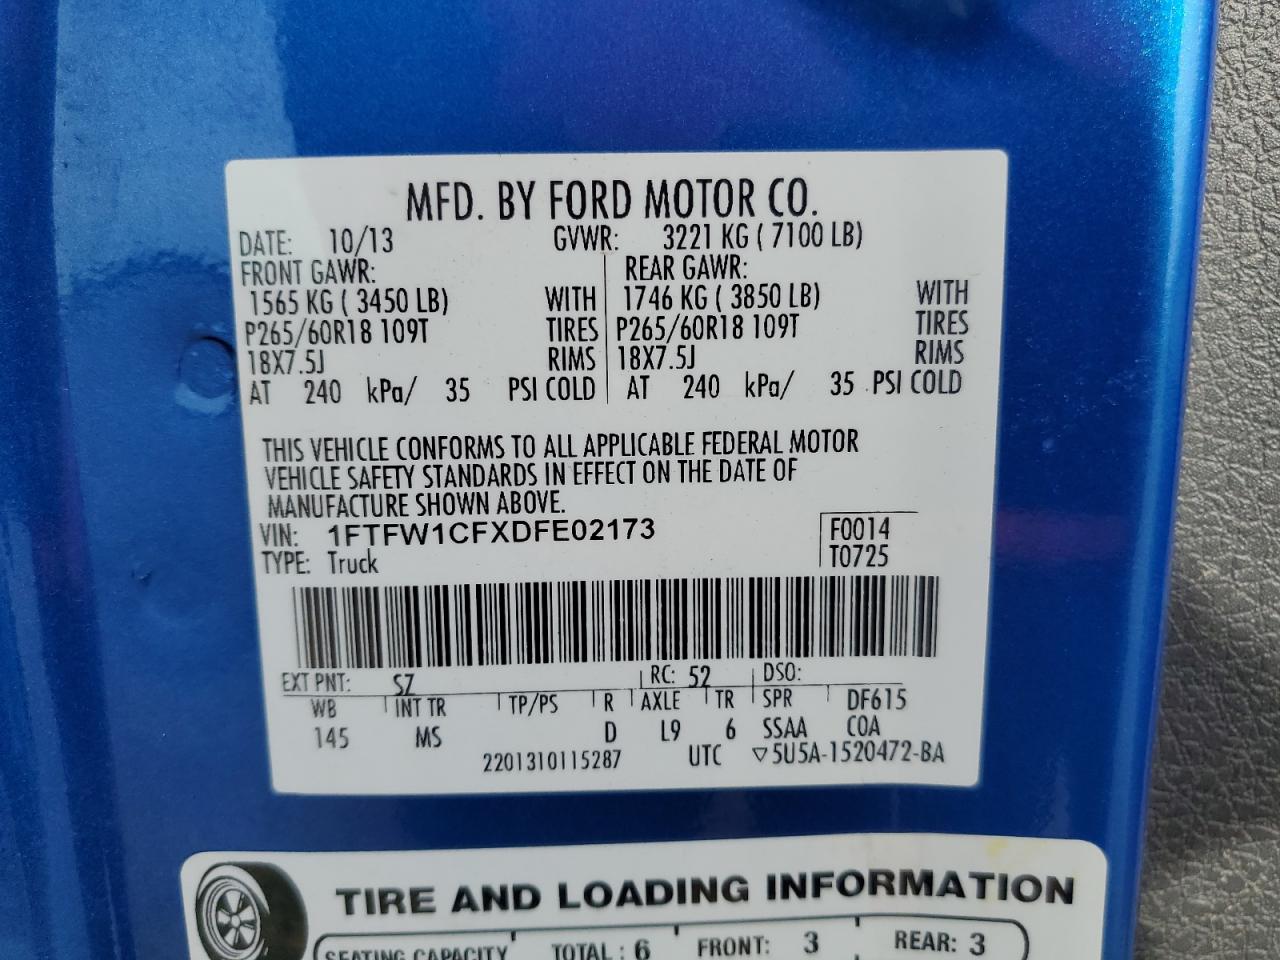 MFD. BY FORD MOTOR CO.
DATE: 10/13 GVWR: 3221 KG ( 7100 LB)
FRONT GAWR: REAR GAWR:
1565 KG ( 3450 LB) WITH 1746 KG ( 3850 LB) WITH
P265/60R18 109T TIRES P265/60R18 109T TIRES
18X7.5J RIMS 18X7.5J RIMS
AT 240 kPa/ 35 PSI COLD AT 240 kPa/ 35 PSI COLD
THIS VEHICLE CONFORMS TO ALL APPLICABLE FEDERAL MOTOR
VEHICLE SAFETY STANDARDS IN EFFECT ON THE DATE OF
MANUFACTURE SHOWN ABOVE.
VIN: 1FTFW1CFXDFE02173 F0014
TYPE: Truck T0725
EXT PNT: SZ RC: 52 DSO:
WB INT TR TP/PS R AXLE TR SPR DF615
145 MS D L9 6 SSAA COA
2201310115287 UTC ▽5U5A-1520472-BA
TIRE AND LOADING INFORMATION
SEATING CAPACITY TOTAL : 6 FRONT: 3 REAR: 3